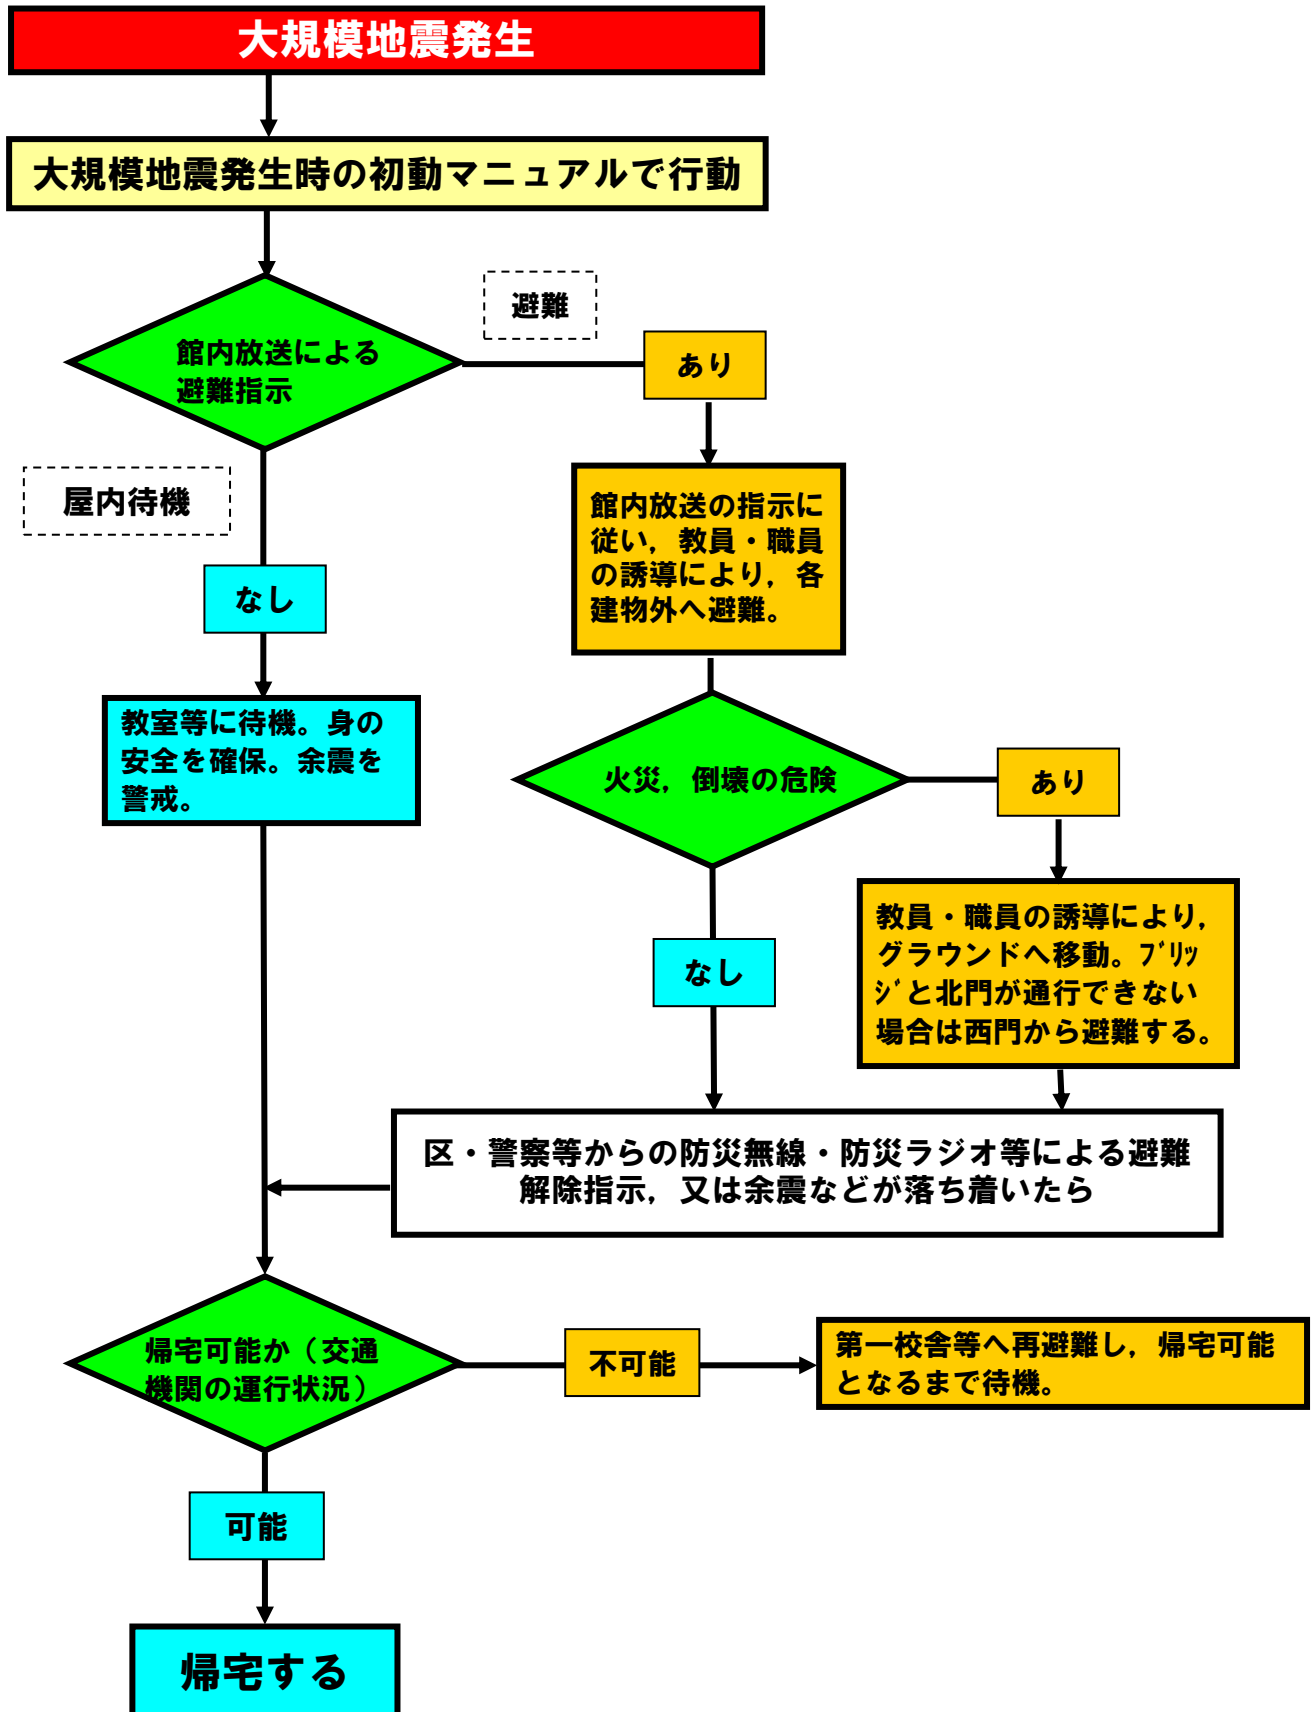 大規模地震発生
大規模地震発生時の初動マニュアルで行動
避難
館内放送による
避難指示
あり
屋内待機
館内放送の指示に
従い，教員・職員
の誘導により，各
建物外へ避難。
なし
教室等に待機。身の
安全を確保。余震を
警戒。
火災，倒壊の危険
あり
教員・職員の誘導により，
グラウンドへ移動。ﾌﾞﾘｯ
ｼﾞと北門が通行できない
場合は西門から避難する。
なし
区・警察等からの防災無線・防災ラジオ等による避難
解除指示，又は余震などが落ち着いたら
帰宅可能か（交通
機関の運行状況）
不可能
第一校舎等へ再避難し，帰宅可能
となるまで待機。
可能
帰宅する